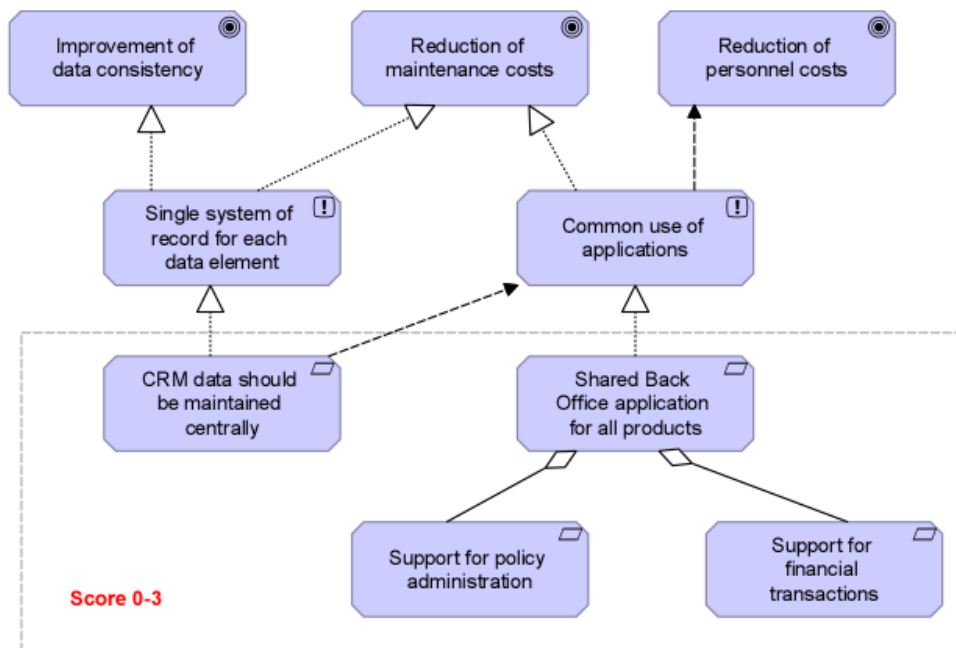 Improvement of
data consistency
Reduction of
maintenance costs
Reduction of
personnel costs
Single system of
record for each
data element
Common use of
applications
CRM data should
be maintained
centrally
Shared Back
Office application
for all products
Support for policy
administration
Support for
financial
transactions
Score 0-3